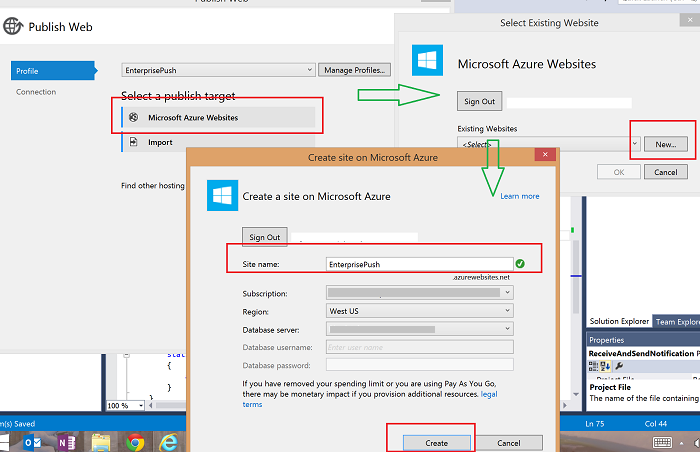 Publish Web
Publish Web
Profile
Connection
EnterprisePush
Manage Profiles...
Select a publish target
Microsoft Azure Websites
Import
Find other hosting
Select Existing Website
Microsoft Azure Websites
Sign Out
Existing Websites
<Select>
New...
OK
Cancel
Create site on Microsoft Azure
Create a site on Microsoft Azure
Learn more
Sign Out
Site name:
EnterprisePush
.azurewebsites.net
Subscription:
Region:
West US
Database server:
Database username:
Enter user name
Database password:
If you have removed your spending limit or you are using Pay As You Go,
there may be monetary impact if you provision additional resources. legal
terms
Create
Cancel
stat
{
}
}
100 %
Solution Explorer
Team Explorer
Properties
ReceiveAndSendNotification
Project File
The name of the file containing
m(s) Saved
Ln 75
Col 44